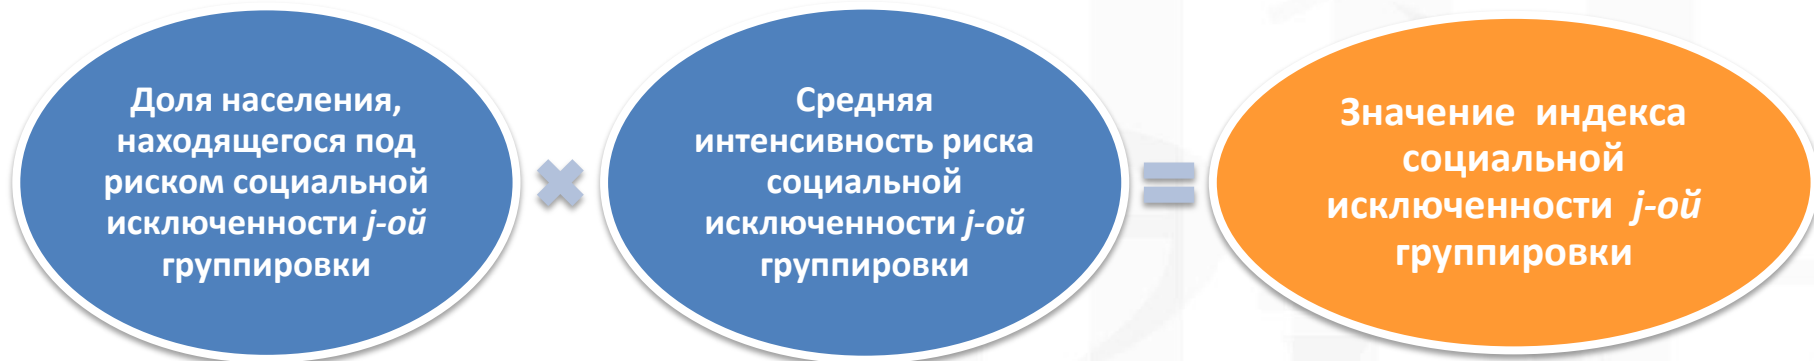 Доля населения,
находящегося под
риском социальной
исключенности j-ой
группировки
Средняя
интенсивность риска
социальной
исключенности j-ой
группировки
Значение индекса
социальной
исключенности j-ой
группировки